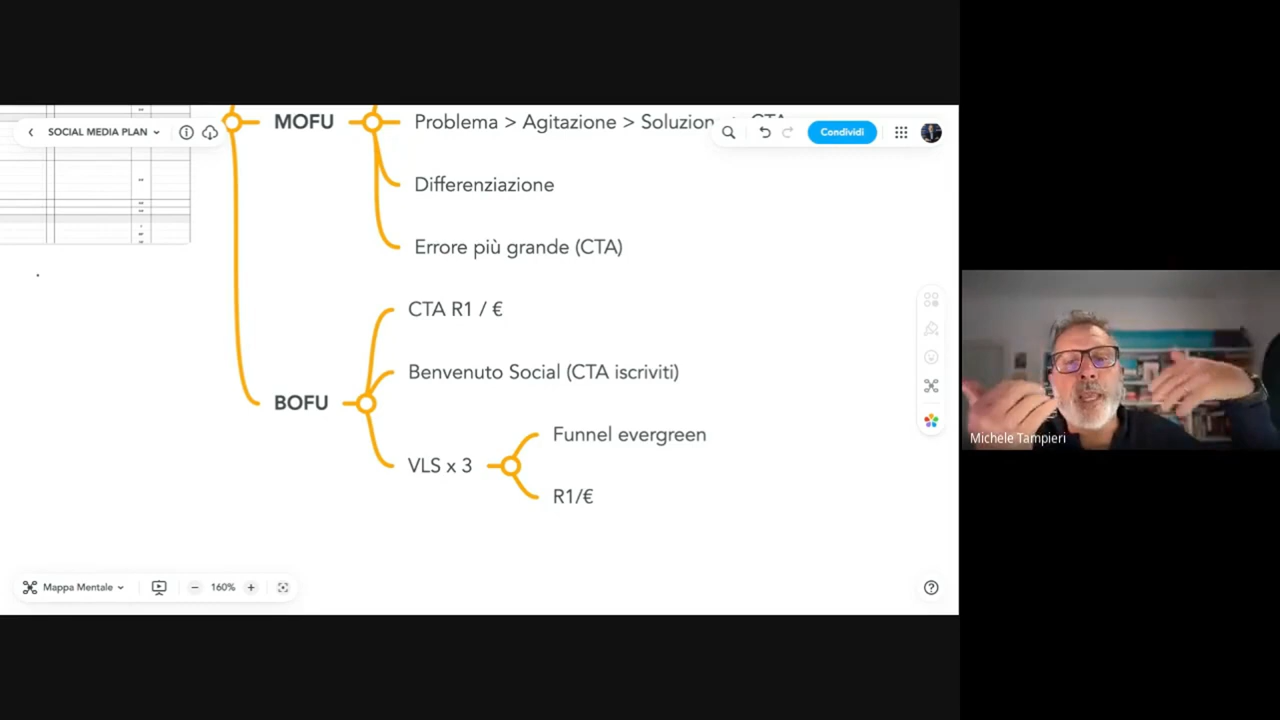 SOCIAL MEDIA PLAN
Condividi
MOFU
Problema > Agitazione > Soluzion
CTA
Differenziazione
Errore più grande (CTA)
CTA R1 / €
Benvenuto Social (CTA iscriviti)
BOFU
Funnel evergreen
VLS x 3
R1/€
Michele Tampieri
Mappa Mentale
160%